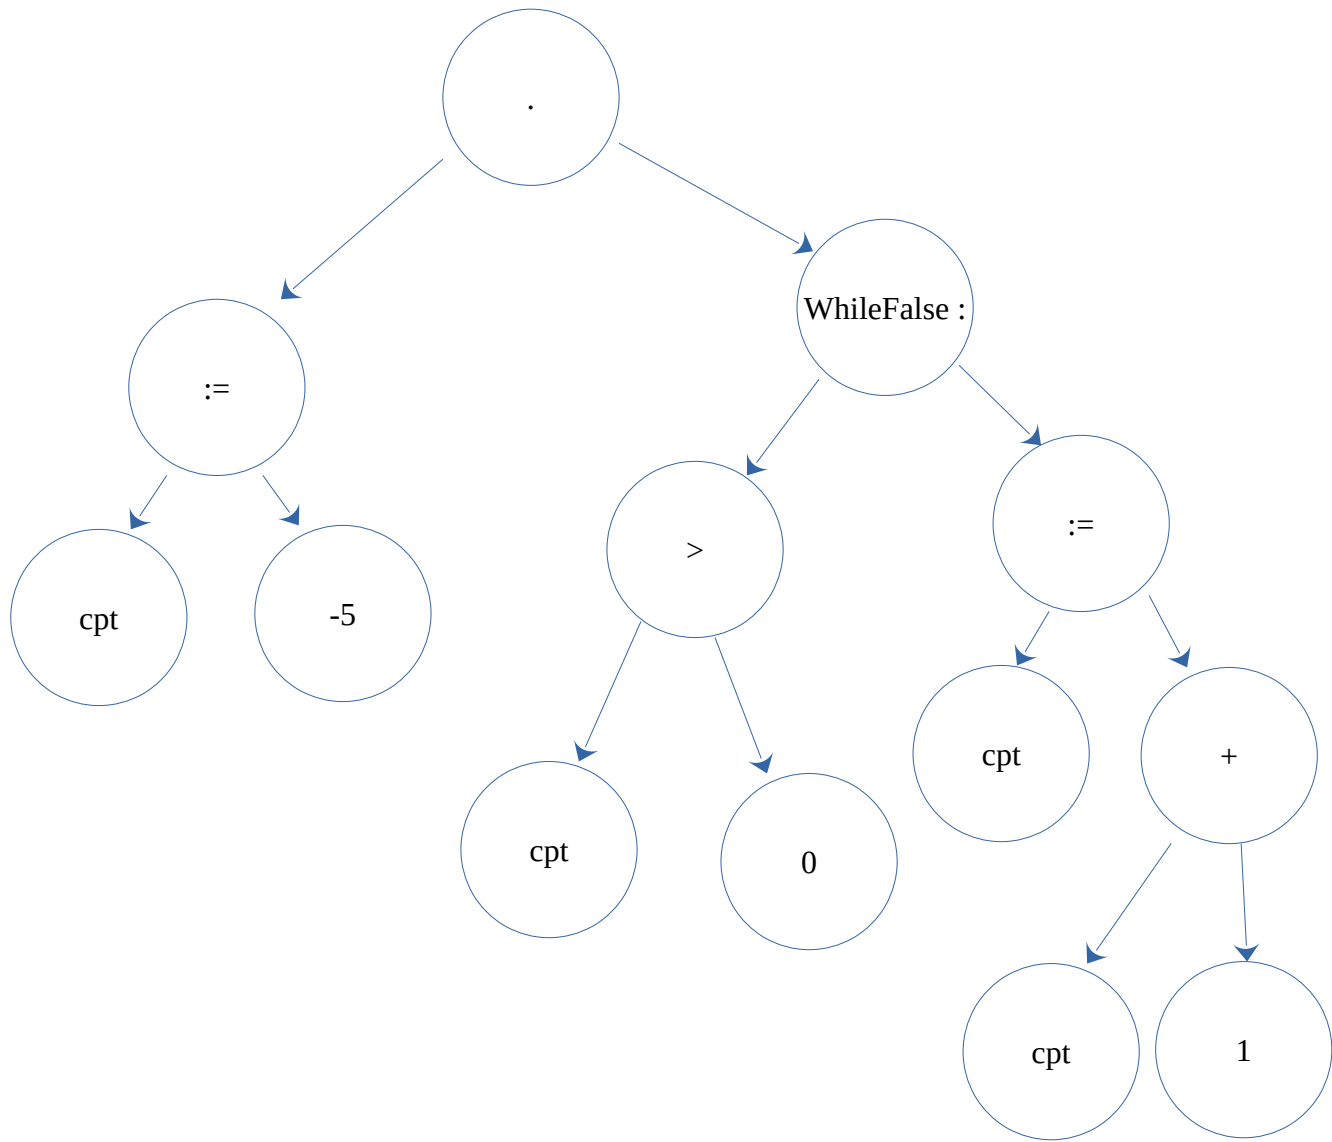 .
WhileFalse :
:=
:=
>
cpt
-5
cpt
+
cpt
0
cpt
1